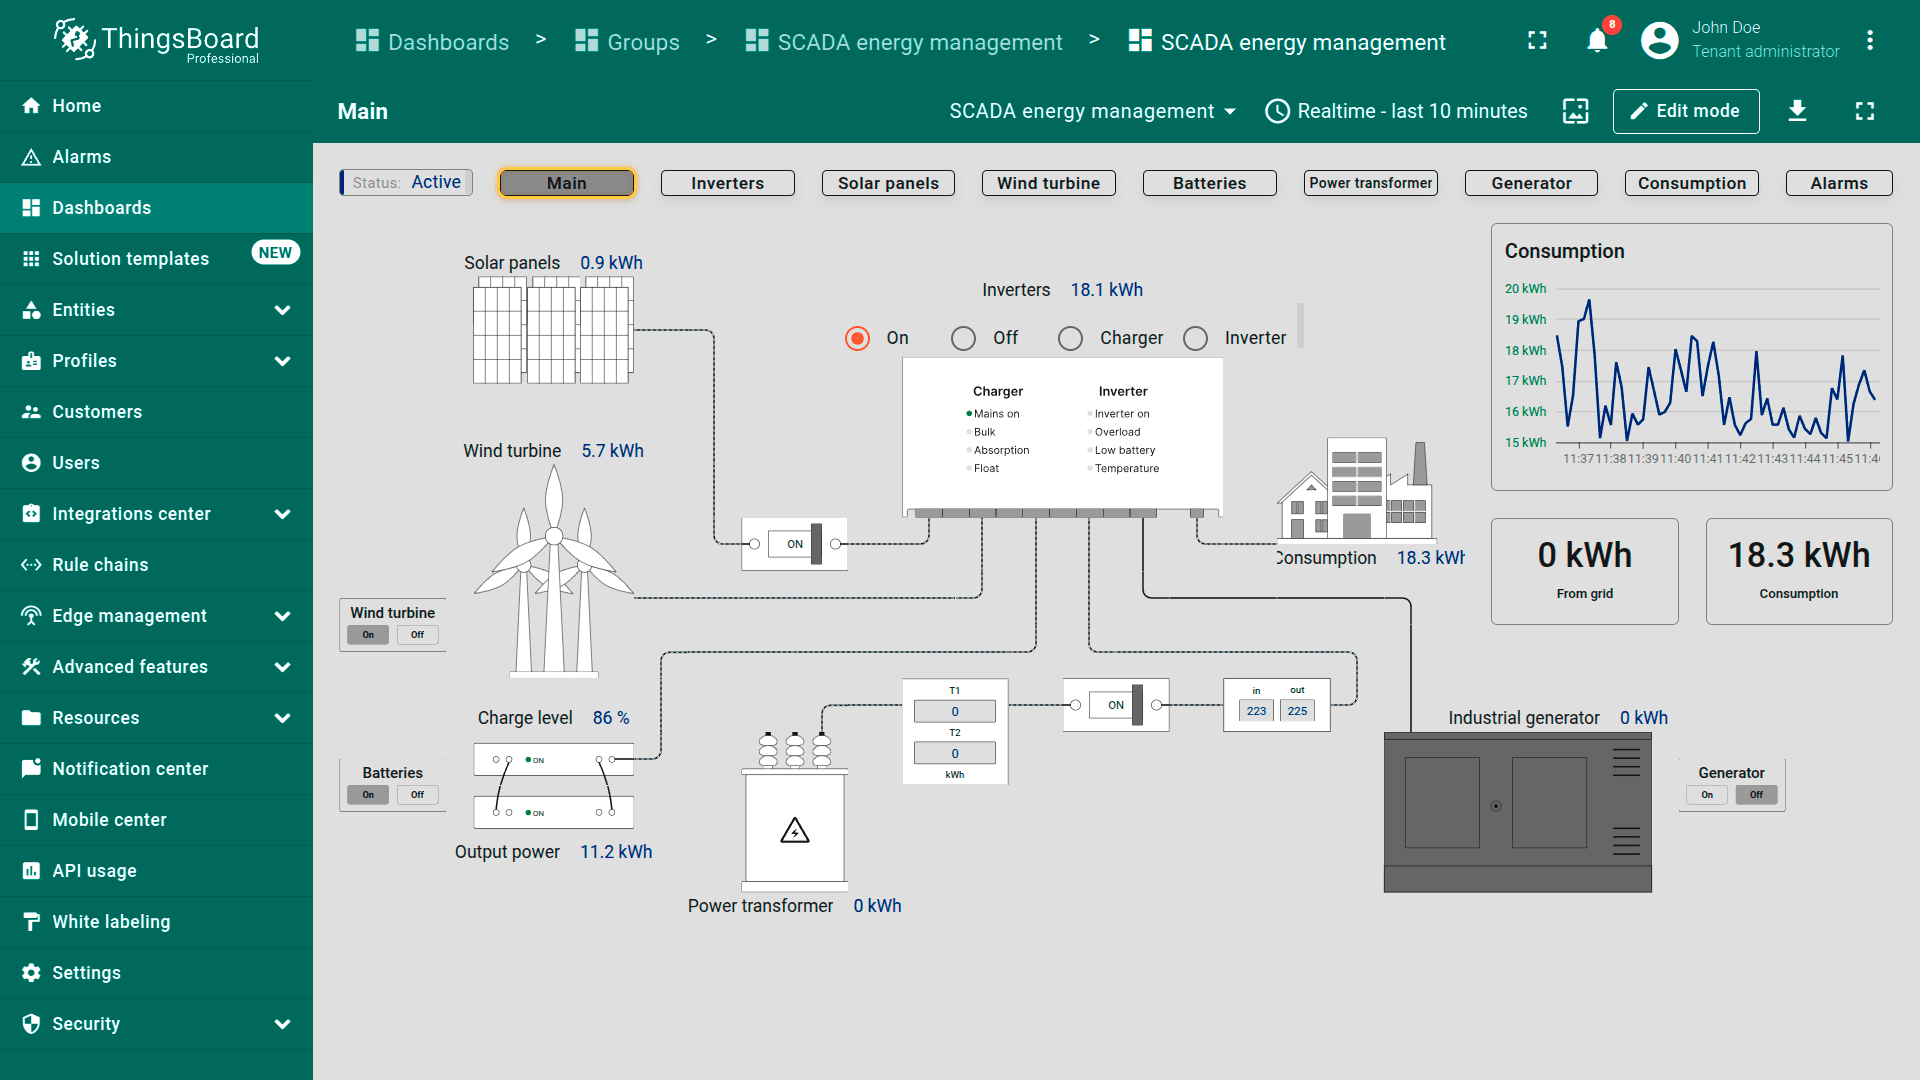 ThingsBoard
Professional
Dashboards > Groups > SCADA energy management > SCADA energy management
8
John Doe
Tenant administrator
Home
Alarms
Dashboards
Solution templates
NEW
Entities
Profiles
Customers
Users
Integrations center
Rule chains
Edge management
Advanced features
Resources
Notification center
Mobile center
API usage
White labeling
Settings
Security
Main
SCADA energy management
Realtime - last 10 minutes
Edit mode
Status: Active
Main
Inverters
Solar panels
Wind turbine
Batteries
Power transformer
Generator
Consumption
Alarms
Solar panels 0.9 kWh
Inverters 18.1 kWh
On
Off
Charger
Inverter
Charger
Mains on
Bulk
Absorption
Float
Inverter
Inverter on
Overload
Low battery
Temperature
Wind turbine 5.7 kWh
ON
Wind turbine
On
Off
Consumption 18.3 kWh
Consumption
20 kWh
19 kWh
18 kWh
17 kWh
16 kWh
15 kWh
11:37 11:38 11:39 11:40 11:41 11:42 11:43 11:44 11:45 11:46
0 kWh
From grid
18.3 kWh
Consumption
Charge level 86 %
ON
ON
Batteries
On
Off
Output power 11.2 kWh
T1
0
T2
0
kWh
ON
in
out
223
225
Power transformer 0 kWh
Industrial generator 0 kWh
Generator
On
Off